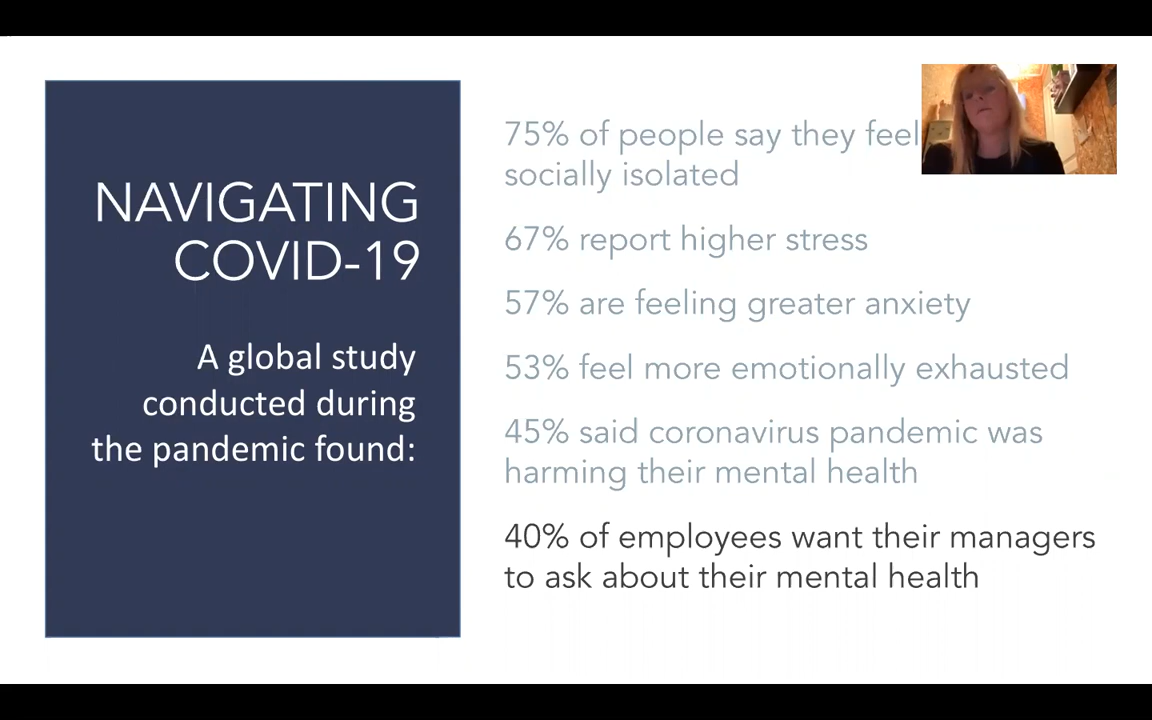 NAVIGATING
COVID-19
A global study
conducted during
the pandemic found:
75% of people say they feel
socially isolated
67% report higher stress
57% are feeling greater anxiety
53% feel more emotionally exhausted
45% said coronavirus pandemic was
harming their mental health
40% of employees want their managers
to ask about their mental health